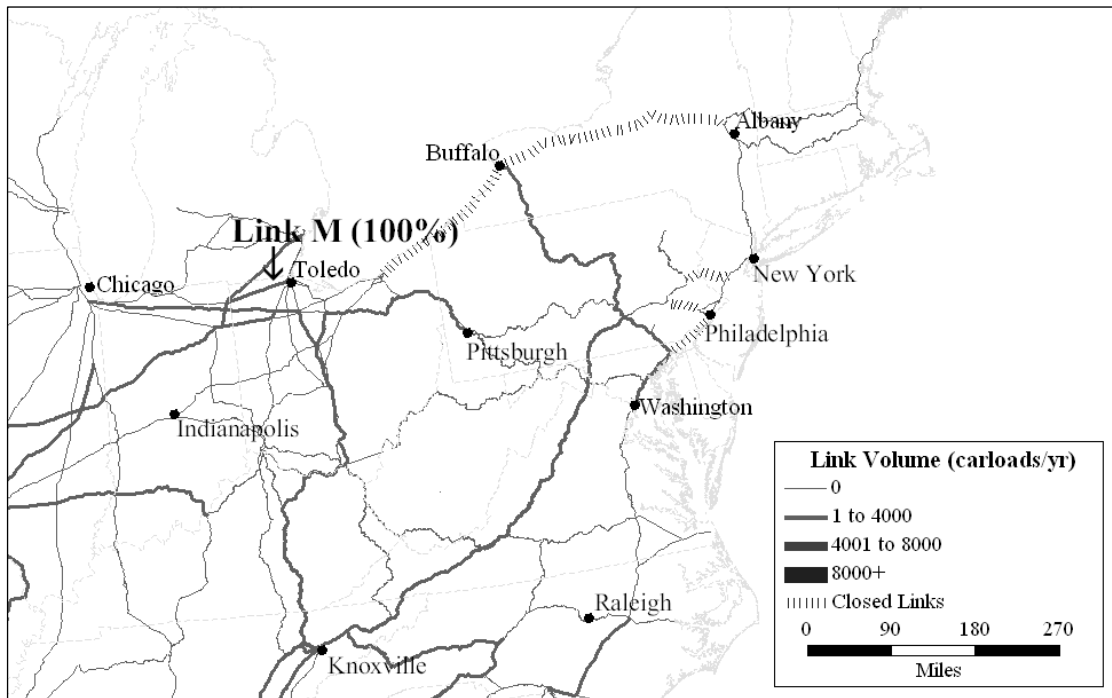 Albany
Buffalo
Link M (100%)
Toledo
New York
Chicago
Philadelphia
Pittsburgh
Washington
Indianapolis
Link Volume (carloads/yr)
0
1 to 4000
4001 to 8000
8000+
Closed Links
Raleigh
0 90 180 270
Knoxville
Miles